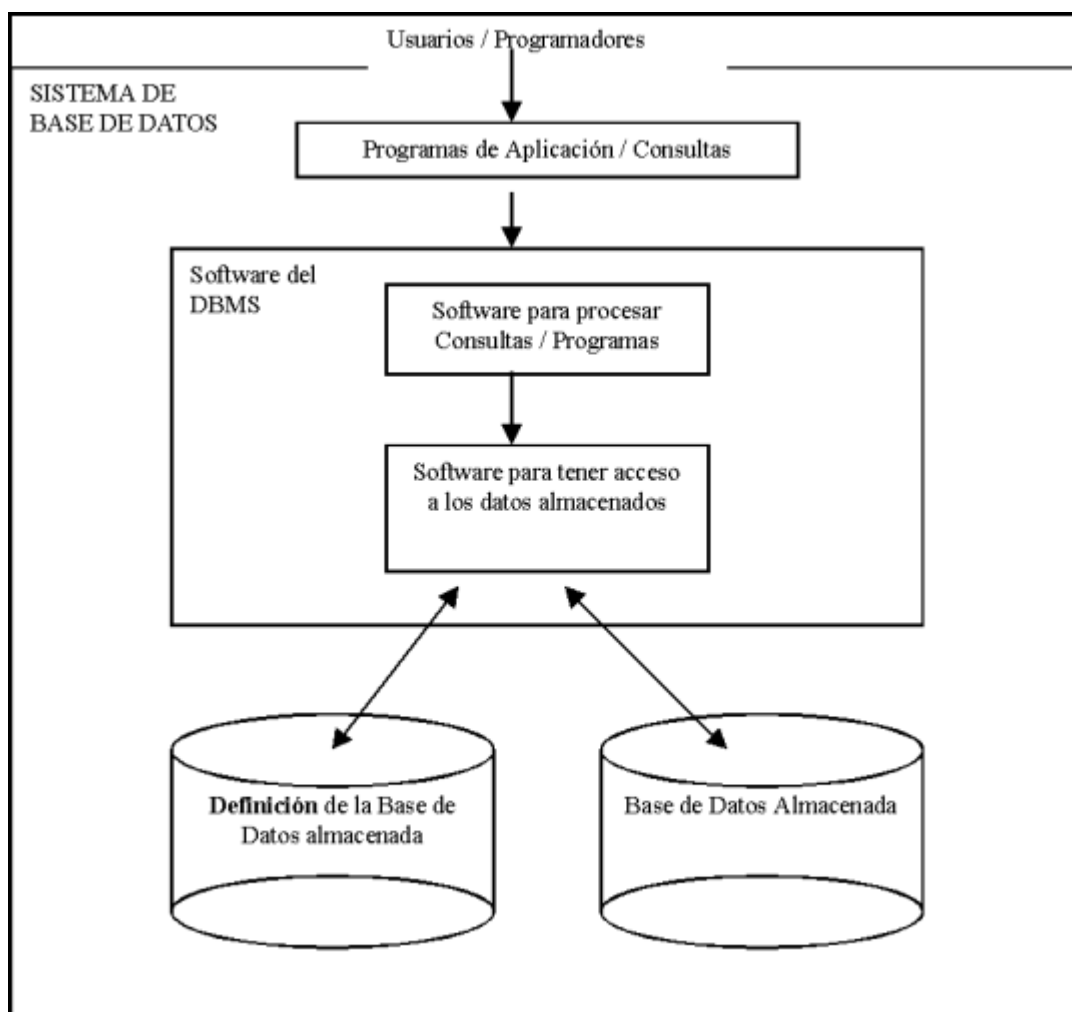 Usuarios / Programadores
SISTEMA DE
BASE DE DATOS
Programas de Aplicación / Consultas
Software del
DBMS
Software para procesar
Consultas / Programas
Software para tener acceso
a los datos almacenados
Definición de la Base de
Datos almacenada
Base de Datos Almacenada